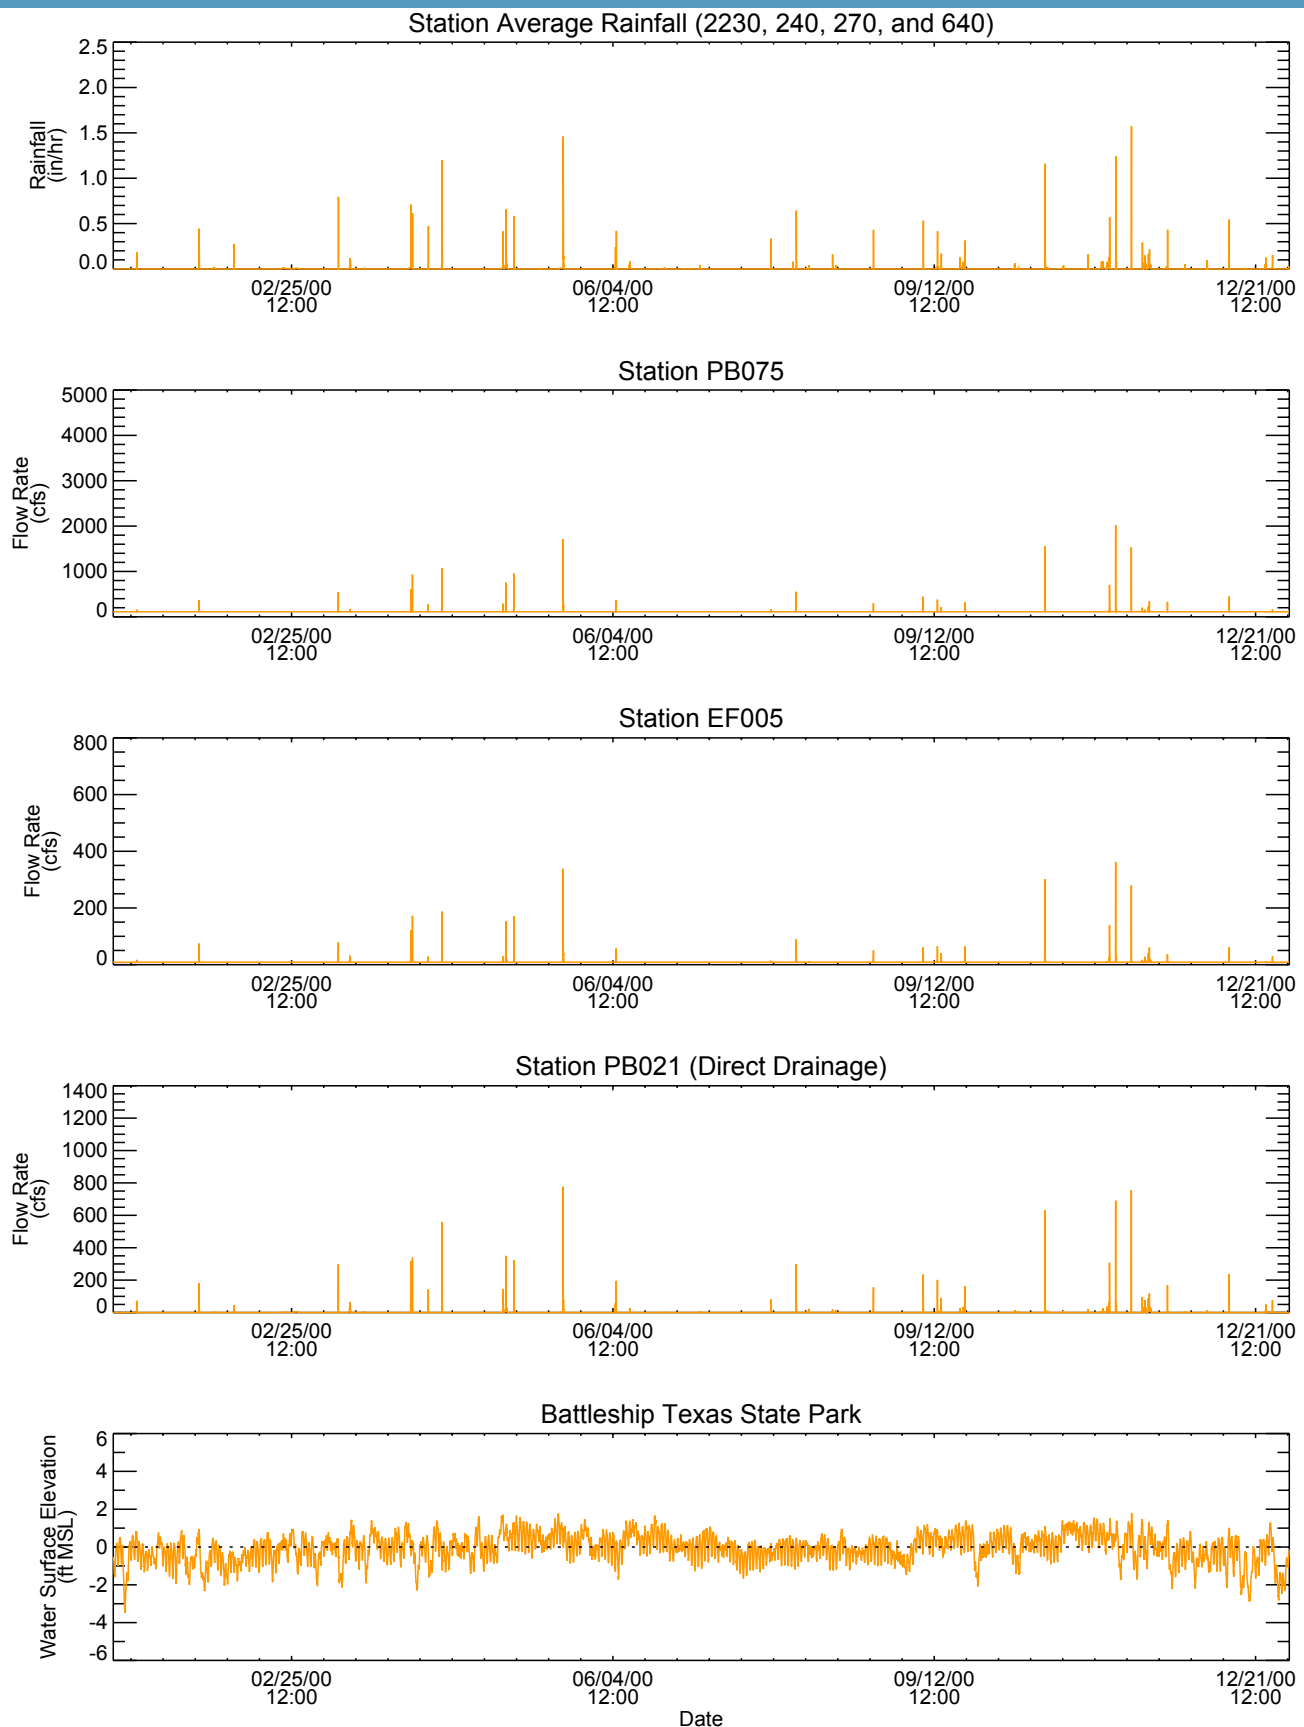 Station Average Rainfall (2230, 240, 270, and 640)
2.5
2.0
1.5
1.0
0.5
0.0
Rainfall
(in/hr)
02/25/00 06/04/00 09/12/00 12/21/00
12:00 12:00 12:00 12:00
Station PB075
5000
4000
3000
2000
1000
0
Flow Rate
(cfs)
02/25/00 06/04/00 09/12/00 12/21/00
12:00 12:00 12:00 12:00
Station EF005
800
600
400
200
0
Flow Rate
(cfs)
02/25/00 06/04/00 09/12/00 12/21/00
12:00 12:00 12:00 12:00
Station PB021 (Direct Drainage)
1400
1200
1000
800
600
400
200
0
Flow Rate
(cfs)
02/25/00 06/04/00 09/12/00 12/21/00
12:00 12:00 12:00 12:00
Battleship Texas State Park
6
4
2
0
-2
-4
-6
Water Surface Elevation
(ft MSL)
02/25/00 06/04/00 09/12/00 12/21/00
12:00 12:00 12:00 12:00
Date